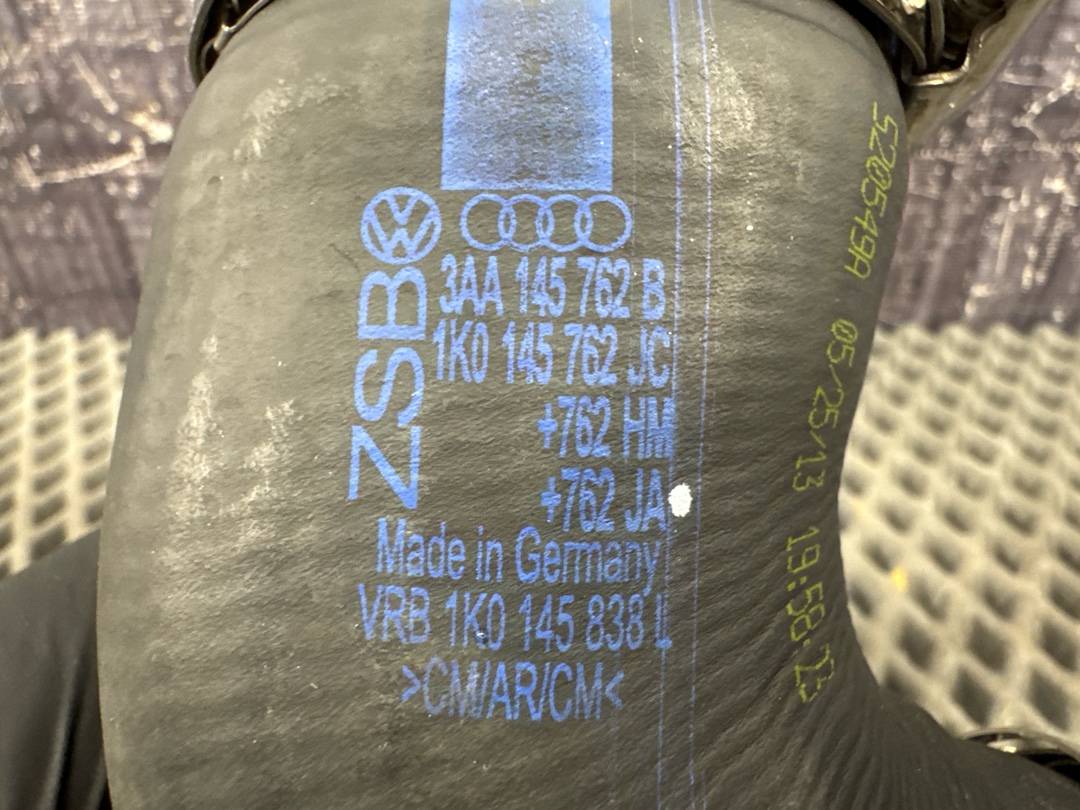 ZSB
3AA 145 762 B
1K0 145 762 JC
+762 HM
+762 JA
Made in Germany
VRB 1K0 145 838 L
>CM/AR/CM<
5205549A 05/25/13 19:58:23